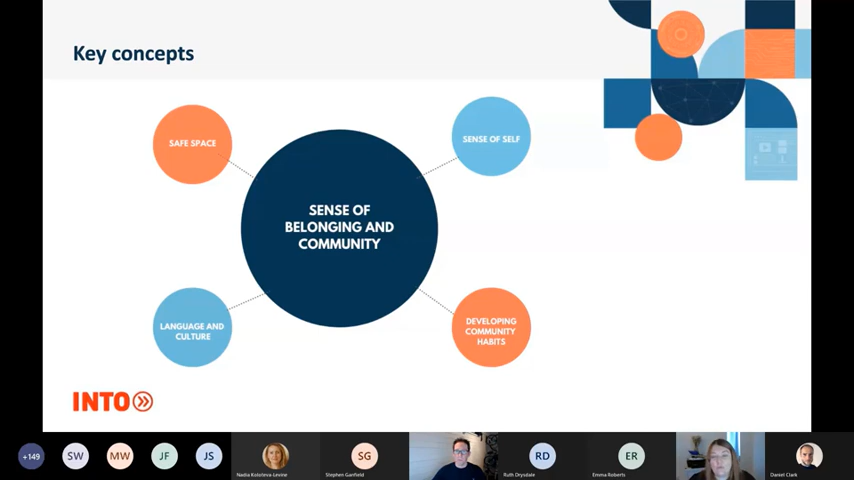 Key concepts
SAFE SPACE
SENSE OF SELF
SENSE OF
BELONGING AND
COMMUNITY
LANGUAGE AND
CULTURE
DEVELOPING
COMMUNITY
HABITS
INTO
+149
SW
MW
JF
JS
Nadia Koloteva-Levine
SG
Stephen Garfield
RD
Ruth Drysdale
ER
Emma Roberts
Daniel Clark